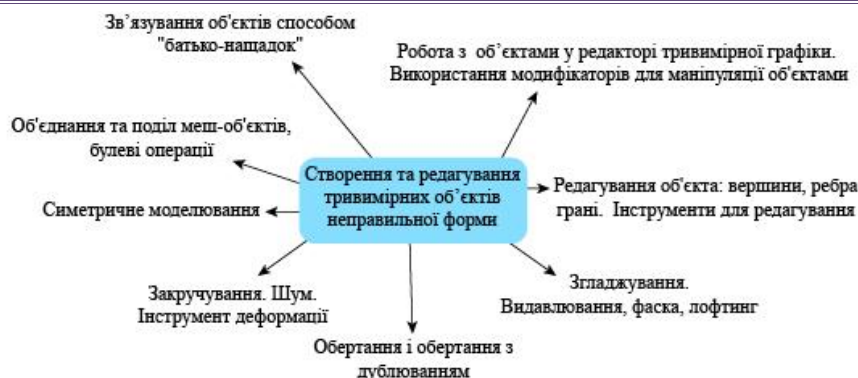 Зв’язування об'єктів способом
"батько-нащадок"
Робота з об’єктами у редакторі тривимірної графіки.
Використання модифікаторів для маніпуляції об'єктами
Об'єднання та поділ меш-об'єктів,
булеві операції
Створення та редагування
тривимірних об’єктів
неправильної форми
Редагування об'єкта: вершини, ребра
грані. Інструменти для редагування
Симетричне моделювання
Закручування. Шум.
Інструмент деформації
Згладжування.
Видавлювання, фаска, лофтинг
Обертання і обертання з
дублюванням